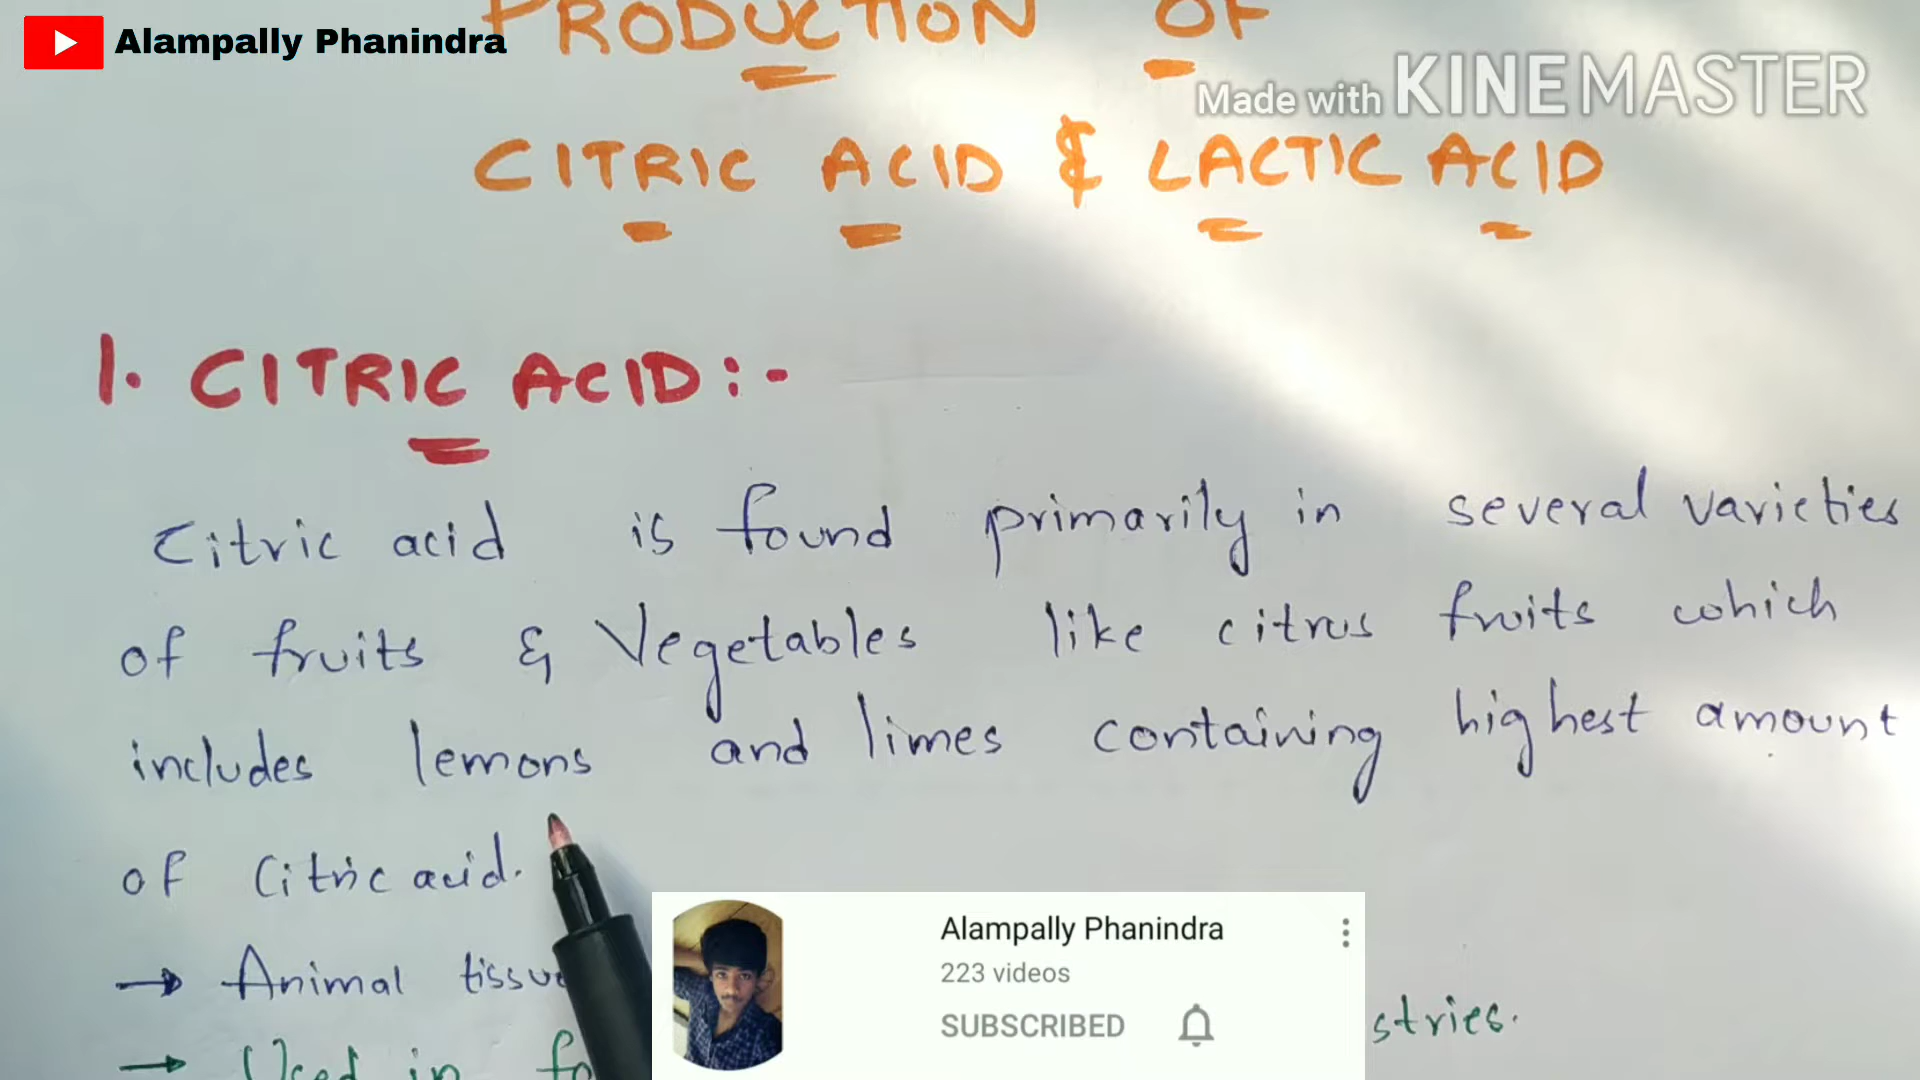 PRODUCTION OF
Alampally Phanindra
Made with KINEMASTER
CITRIC ACID & LACTIC ACID
1. CITRIC ACID:-
Citric acid is found primarily in several varieties
of fruits & Vegetables like citrus fruits which
includes lemons and limes containing highest amount
of Citric acid.
→ Animal
→ Used in
stries.
Alampally Phanindra
223 videos
SUBSCRIBED